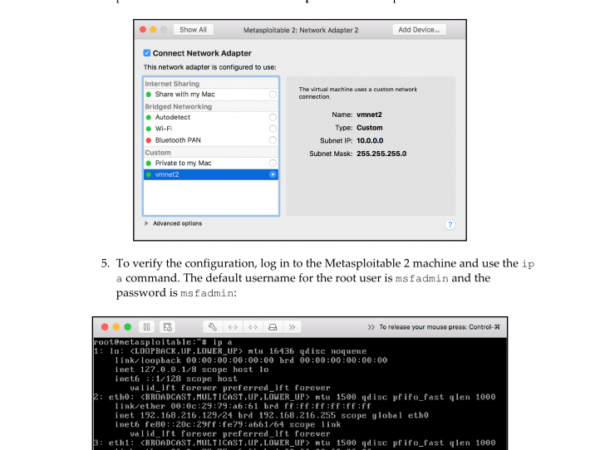 Show All
Metasploitable 2: Network Adapter 2
Add Device...
Connect Network Adapter
This network adapter is configured to use:
Internet Sharing
Share with my Mac
Bridged Networking
Autodetect
Wi-Fi
Bluetooth PAN
Custom
Private to my Mac
vmnet2
The virtual machine uses a custom network
connection.
Name: vmnet2
Type: Custom
Subnet IP: 10.0.0.0
Subnet Mask: 255.255.255.0
Advanced options
?
5. To verify the configuration, log in to the Metasploitable 2 machine and use the ip
a command. The default username for the root user is msfadmin and the
password is msfadmin:
To release your mouse press: Control-⌘
root@metasploitable:~# ip a
1: lo: <LOOPBACK,UP,LOWER_UP> mtu 16436 qdisc noqueue
link/loopback 00:00:00:00:00:00 brd 00:00:00:00:00:00
inet 127.0.0.1/8 scope host lo
inet6 ::1/128 scope host
valid_lft forever preferred_lft forever
2: eth0: <BROADCAST,MULTICAST,UP,LOWER_UP> mtu 1500 qdisc pfifo_fast qlen 1000
link/ether 00:0c:29:79:a6:61 brd ff:ff:ff:ff:ff:ff
inet 192.168.216.129/24 brd 192.168.216.255 scope global eth0
inet6 fe80::20c:29ff:fe79:a661/64 scope link
valid_lft forever preferred_lft forever
3: eth1: <BROADCAST,MULTICAST,UP,LOWER_UP> mtu 1500 qdisc pfifo_fast qlen 1000